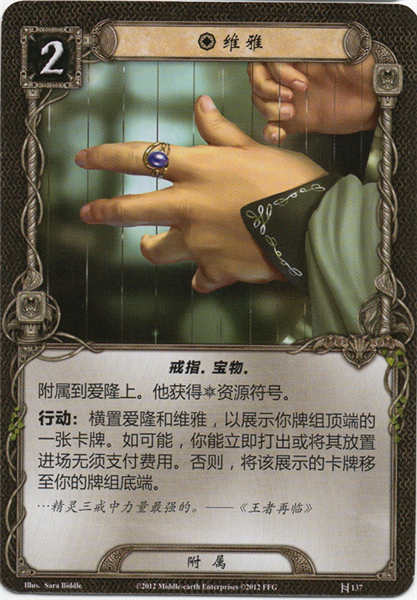 2
维雅
戒指. 宝物.
附属到爱隆上。他获得资源符号。
行动：横置爱隆和维雅，以展示你牌组顶端的
一张卡牌。如可能，你能立即打出或将其放置
进场无须支付费用。否则，将该展示的卡牌移
至你的牌组底端。
…精灵三戒中力量最强的。——《王者再临》
附 属
Illus. Sara Biddle
©2012 Middle-earth Enterprises ©2012 FFG
137